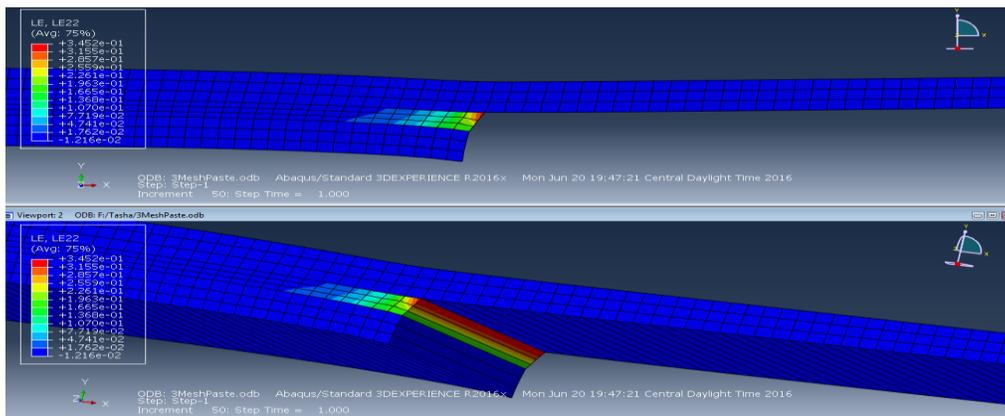 LE, LE22
(Avg: 75%)
+3.452e-01
+3.155e-01
+2.857e-01
+2.559e-01
+2.261e-01
+1.963e-01
+1.665e-01
+1.368e-01
+1.070e-01
+7.719e-02
+4.741e-02
+1.762e-02
-1.216e-02
Y
X
Z
Y
X
ODB: 3MeshPaste.odb Abaqus/Standard 3DEXPERIENCE R2016x Mon Jun 20 19:47:21 Central Daylight Time 2016
Step: Step-1
Increment 50: Step Time = 1.000
Viewport: 2 ODB: F:/Tasha/3MeshPaste.odb
LE, LE22
(Avg: 75%)
+3.452e-01
+3.155e-01
+2.857e-01
+2.559e-01
+2.261e-01
+1.963e-01
+1.665e-01
+1.368e-01
+1.070e-01
+7.719e-02
+4.741e-02
+1.762e-02
-1.216e-02
Y
X
Y
Z
X
ODB: 3MeshPaste.odb Abaqus/Standard 3DEXPERIENCE R2016x Mon Jun 20 19:47:21 Central Daylight Time 2016
Step: Step-1
Increment 50: Step Time = 1.000